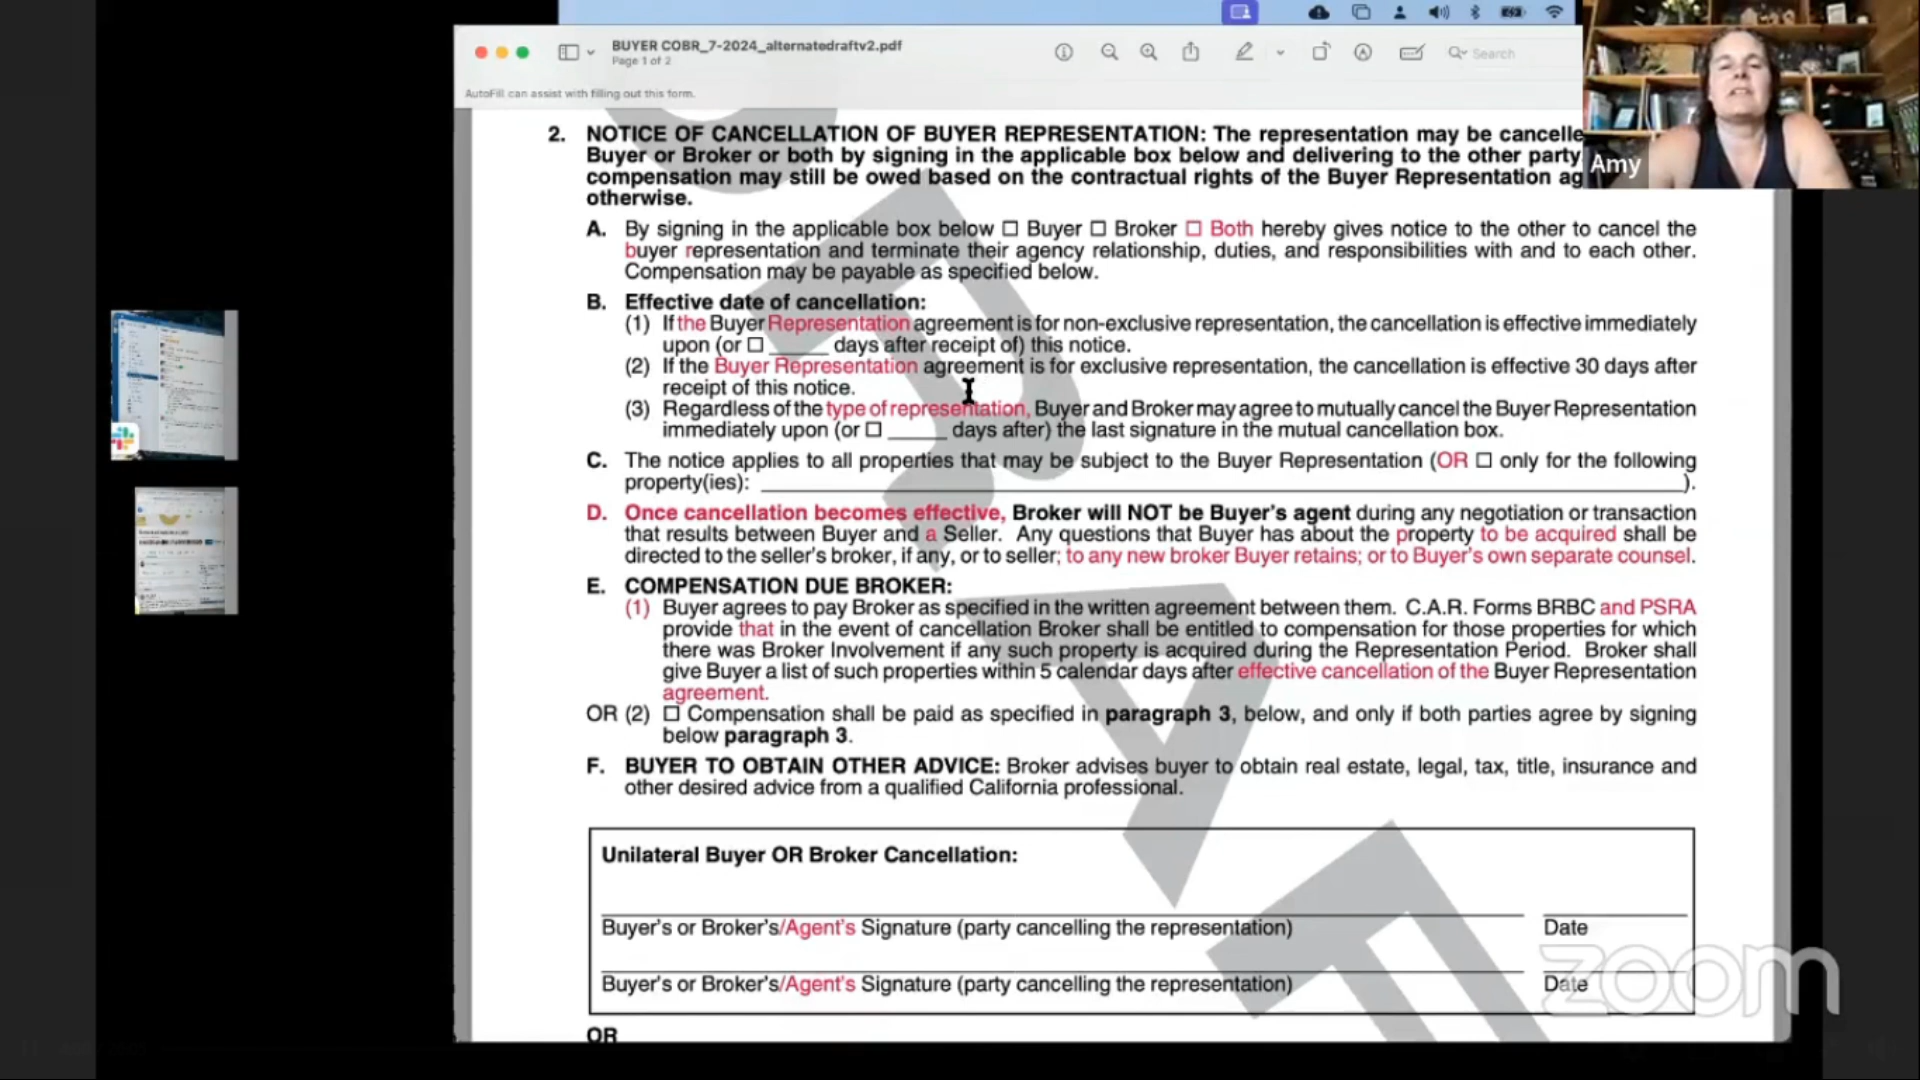 BUYER COBR_7-2024_alternatedraftv2.pdf
Page 1 of 2
Search
AutoFill can assist with filling out this form.
Amy
2. NOTICE OF CANCELLATION OF BUYER REPRESENTATION: The representation may be cancelle
Buyer or Broker or both by signing in the applicable box below and delivering to the other party
compensation may still be owed based on the contractual rights of the Buyer Representation ag
otherwise.
A. By signing in the applicable box below ☐ Buyer ☐ Broker ☐ Both hereby gives notice to the other to cancel the
buyer representation and terminate their agency relationship, duties, and responsibilities with and to each other.
Compensation may be payable as specified below.
B. Effective date of cancellation:
(1) If the Buyer Representation agreement is for non-exclusive representation, the cancellation is effective immediately
upon (or ☐ _____ days after receipt of) this notice.
(2) If the Buyer Representation agreement is for exclusive representation, the cancellation is effective 30 days after
receipt of this notice.
(3) Regardless of the type of representation, Buyer and Broker may agree to mutually cancel the Buyer Representation
immediately upon (or ☐ _____ days after) the last signature in the mutual cancellation box.
C. The notice applies to all properties that may be subject to the Buyer Representation (OR ☐ only for the following
property(ies): _____).
D. Once cancellation becomes effective, Broker will NOT be Buyer's agent during any negotiation or transaction
that results between Buyer and a Seller. Any questions that Buyer has about the property to be acquired shall be
directed to the seller's broker, if any, or to seller; to any new broker Buyer retains; or to Buyer's own separate counsel.
E. COMPENSATION DUE BROKER:
(1) Buyer agrees to pay Broker as specified in the written agreement between them. C.A.R. Forms BRBC and PSRA
provide that in the event of cancellation Broker shall be entitled to compensation for those properties for which
there was Broker Involvement if any such property is acquired during the Representation Period. Broker shall
give Buyer a list of such properties within 5 calendar days after effective cancellation of the Buyer Representation
agreement.
OR (2) ☐ Compensation shall be paid as specified in paragraph 3, below, and only if both parties agree by signing
below paragraph 3.
F. BUYER TO OBTAIN OTHER ADVICE: Broker advises buyer to obtain real estate, legal, tax, title, insurance and
other desired advice from a qualified California professional.
Unilateral Buyer OR Broker Cancellation:
Buyer's or Broker's/Agent's Signature (party cancelling the representation) Date
Buyer's or Broker's/Agent's Signature (party cancelling the representation) Date
OR
zoom